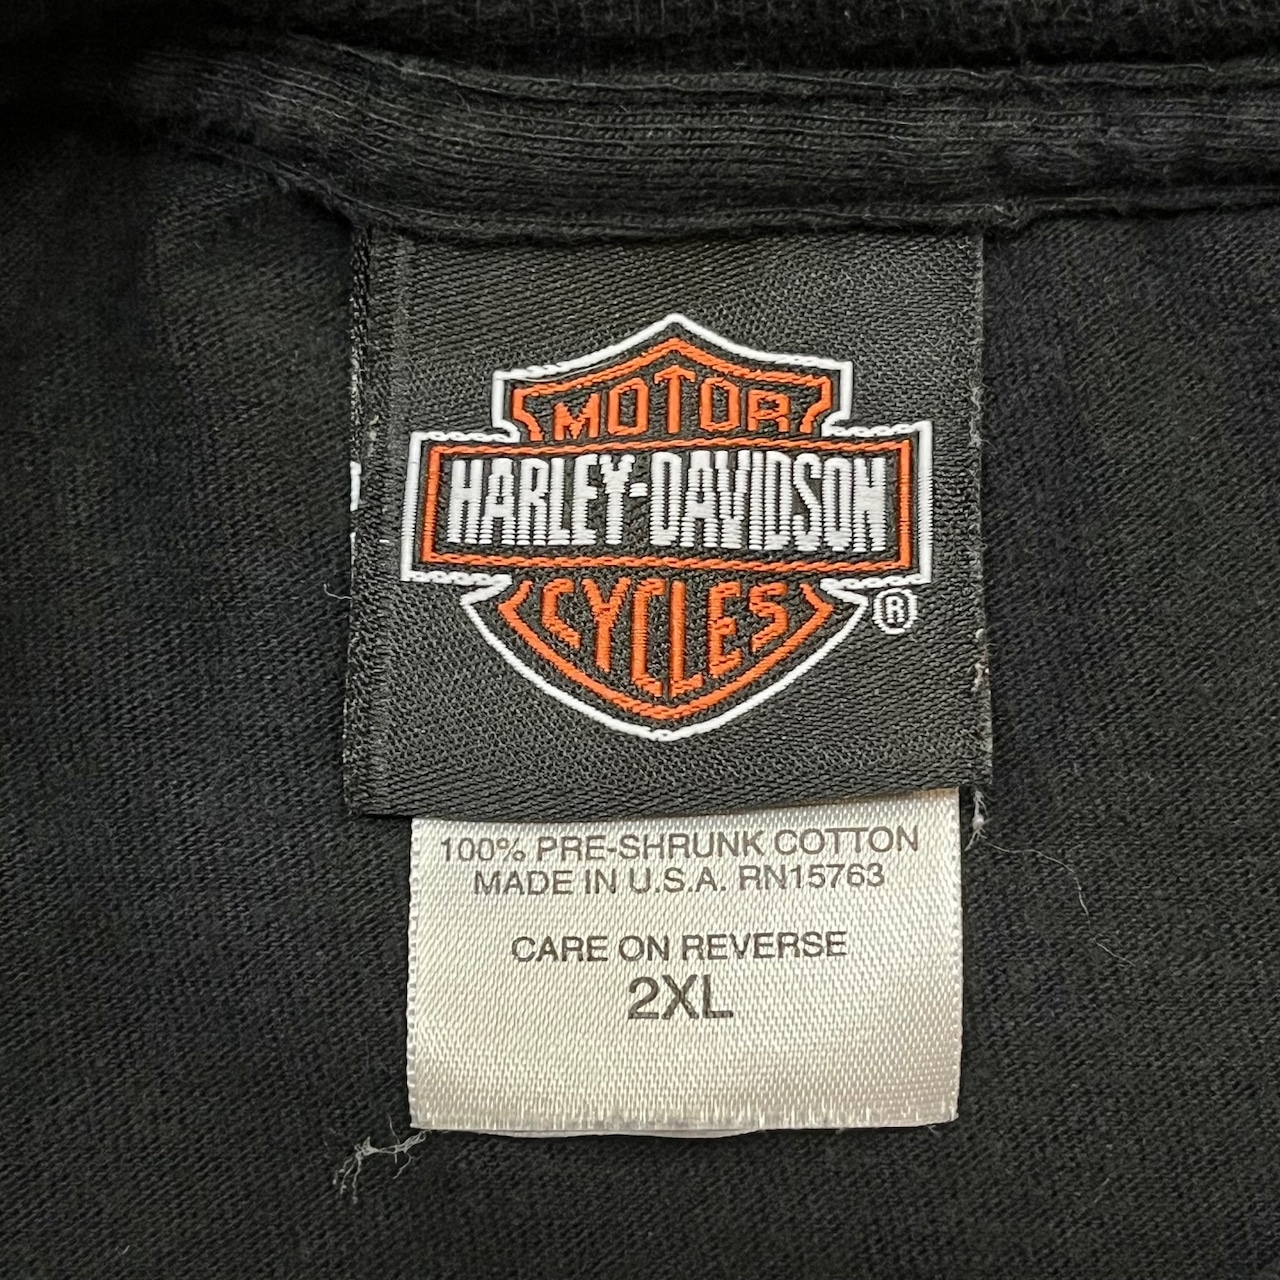 MOTOR
HARLEY-DAVIDSON
CYCLES
®
100% PRE-SHRUNK COTTON
MADE IN U.S.A. RN15763
CARE ON REVERSE
2XL